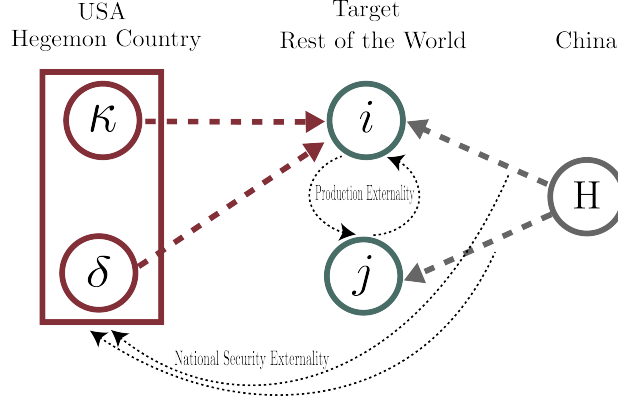 USA
Hegemon Country
Target
Rest of the World
China
κ
i
H
Production Externality
δ
j
National Security Externality